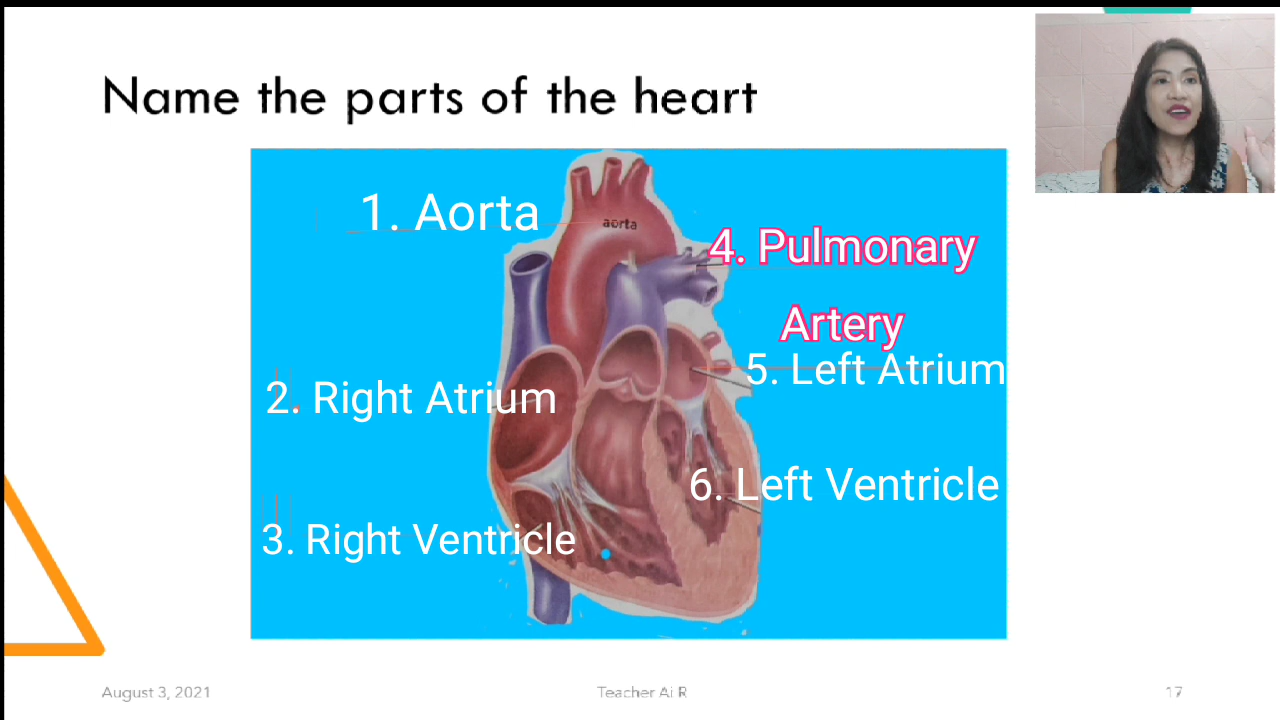 Name the parts of the heart
1. Aorta
aorta
4. Pulmonary
Artery
5. Left Atrium
2. Right Atrium
6. Left Ventricle
3. Right Ventricle
August 3, 2021
Teacher Ai R
17